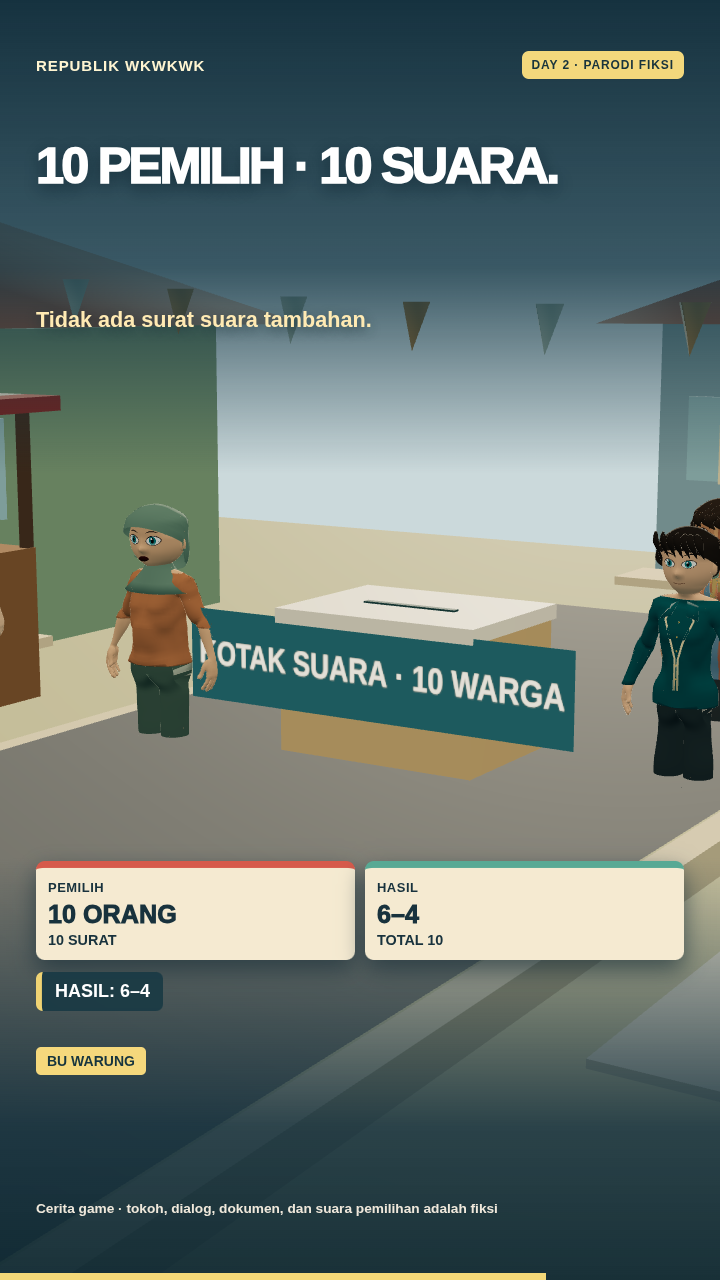 REPUBLIK WKWKWK
DAY 2 · PARODI FIKSI
10 PEMILIH · 10 SUARA.
Tidak ada surat suara tambahan.
KOTAK SUARA · 10 WARGA
PEMILIH
10 ORANG
10 SURAT
HASIL
6–4
TOTAL 10
HASIL: 6–4
BU WARUNG
Cerita game · tokoh, dialog, dokumen, dan suara pemilihan adalah fiksi